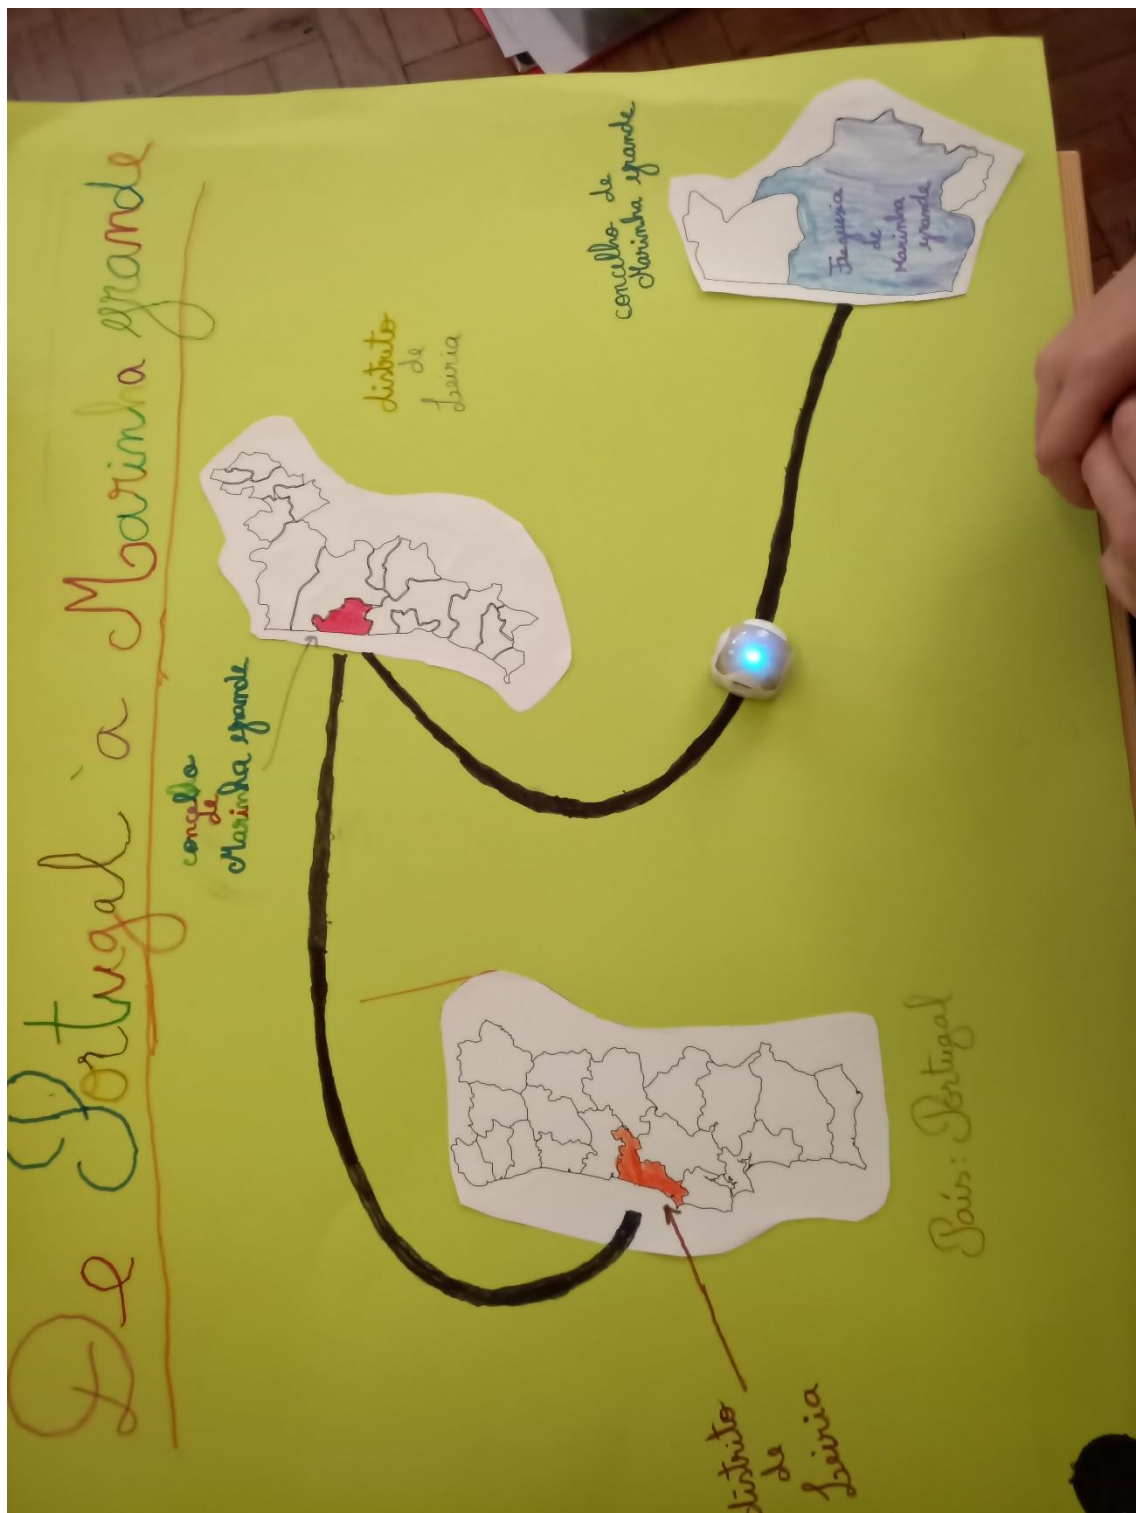 De Portugal à Marinha grande
País: Portugal
distrito
de
Leiria
concelho
de
Marinha grande
distrito
de
Leiria
concelho de
Marinha grande
Freguesia
de
Marinha
grande